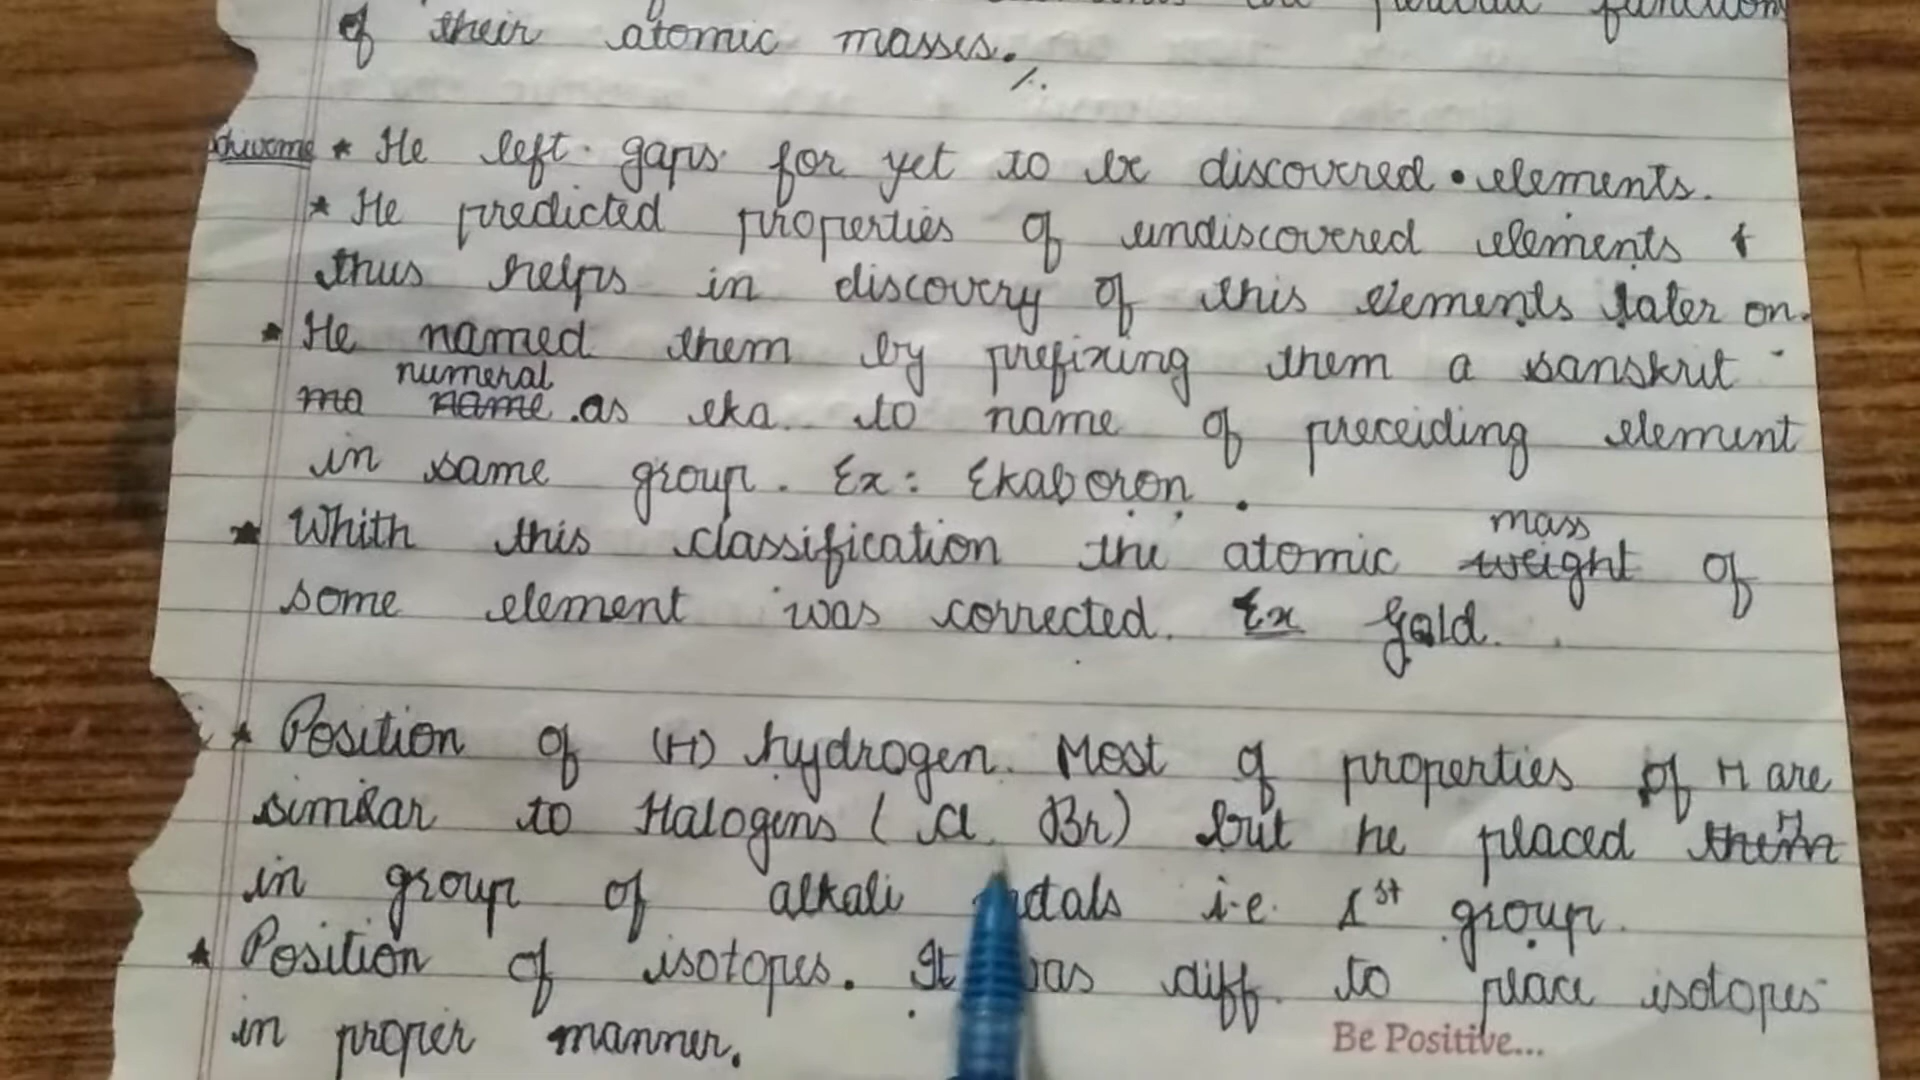 of their atomic masses.
* He left gaps for yet to be discovered elements.
* He predicted properties of undiscovered elements &
thus helps in discovery of this elements later on.
* He named them by prefixing them a sanskrit
numeral
name as eka to name of preceiding element
in same group. Ex: Ekaboron.
mass
* Whith this classification the atomic weight of
some element was corrected. Ex Gold.
* Position of (H) hydrogen. Most of properties of H are
similar to Halogens ( Cl Br) but he placed them
in group of alkali i.e. 1st group.
* Position of isotopes. It was diff. to place isotopes
in proper manner.
Be Positive...